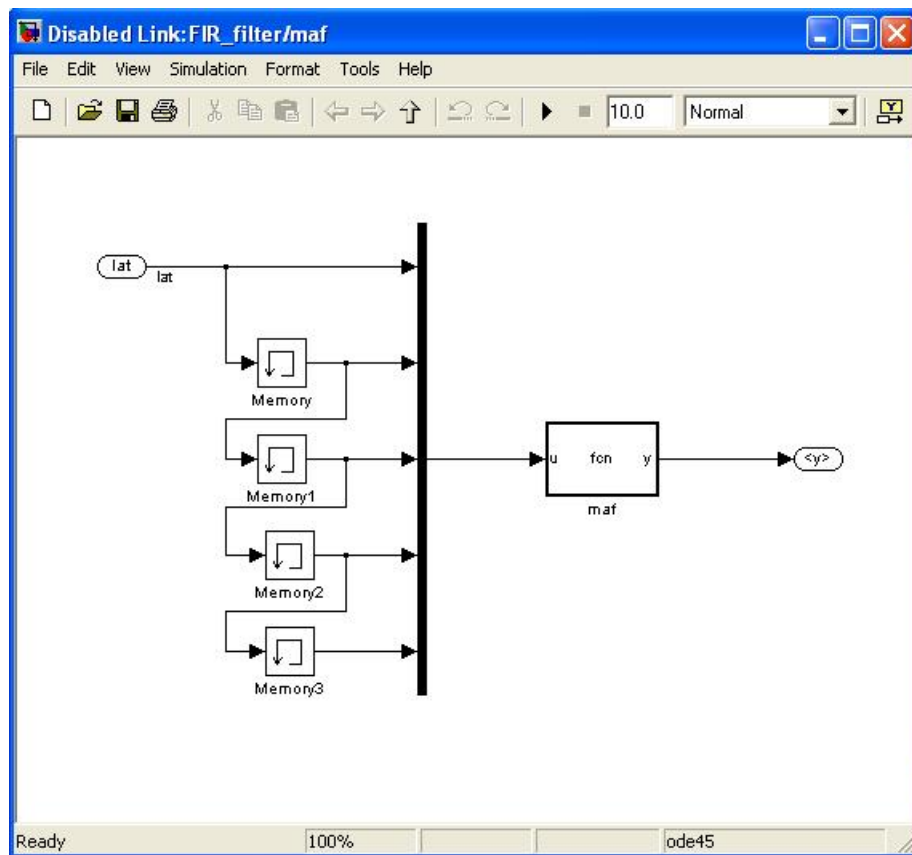 Disabled Link:FIR_filter/maf
File Edit View Simulation Format Tools Help
10.0 Normal
lat
lat
Memory
Memory1
Memory2
Memory3
u fcn y
maf
<y>
Ready 100% ode45